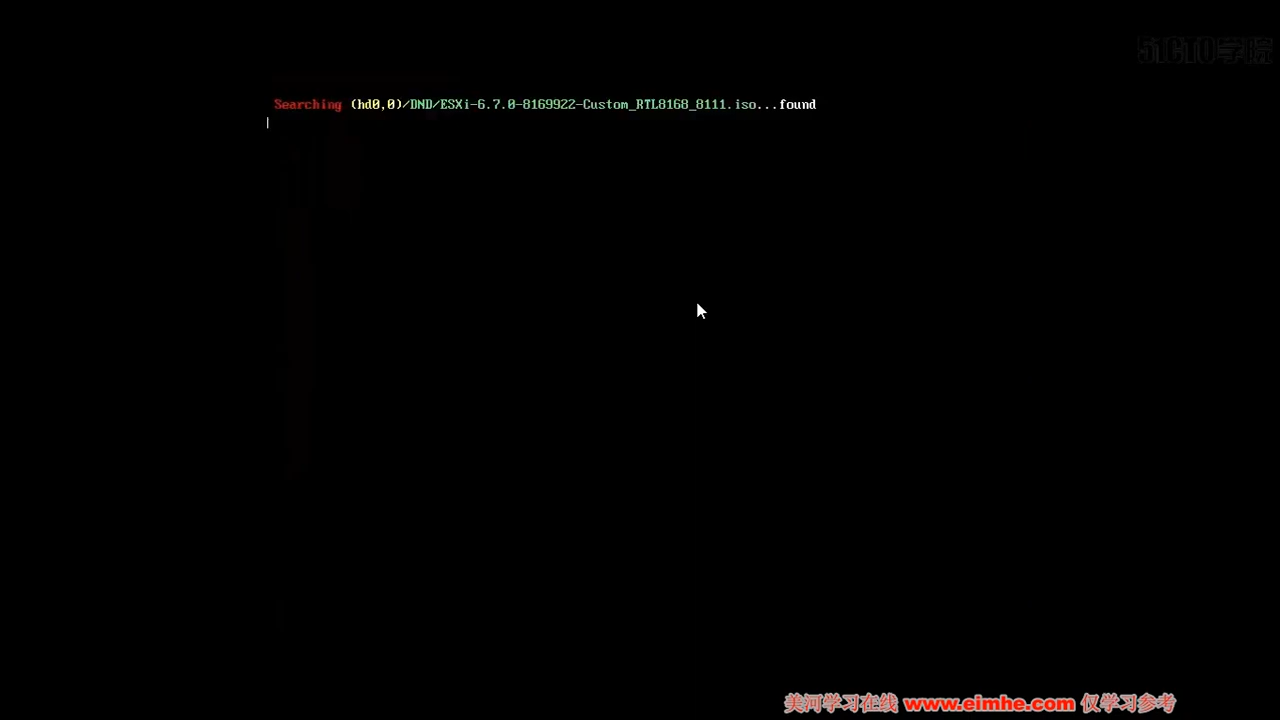 51CTO学院
Searching (hd0,0)/DND/ESXi-6.7.0-8169922-Custom_RTL8168_8111.iso...found
美河学习在线 www.eimhe.com 仅学习参考